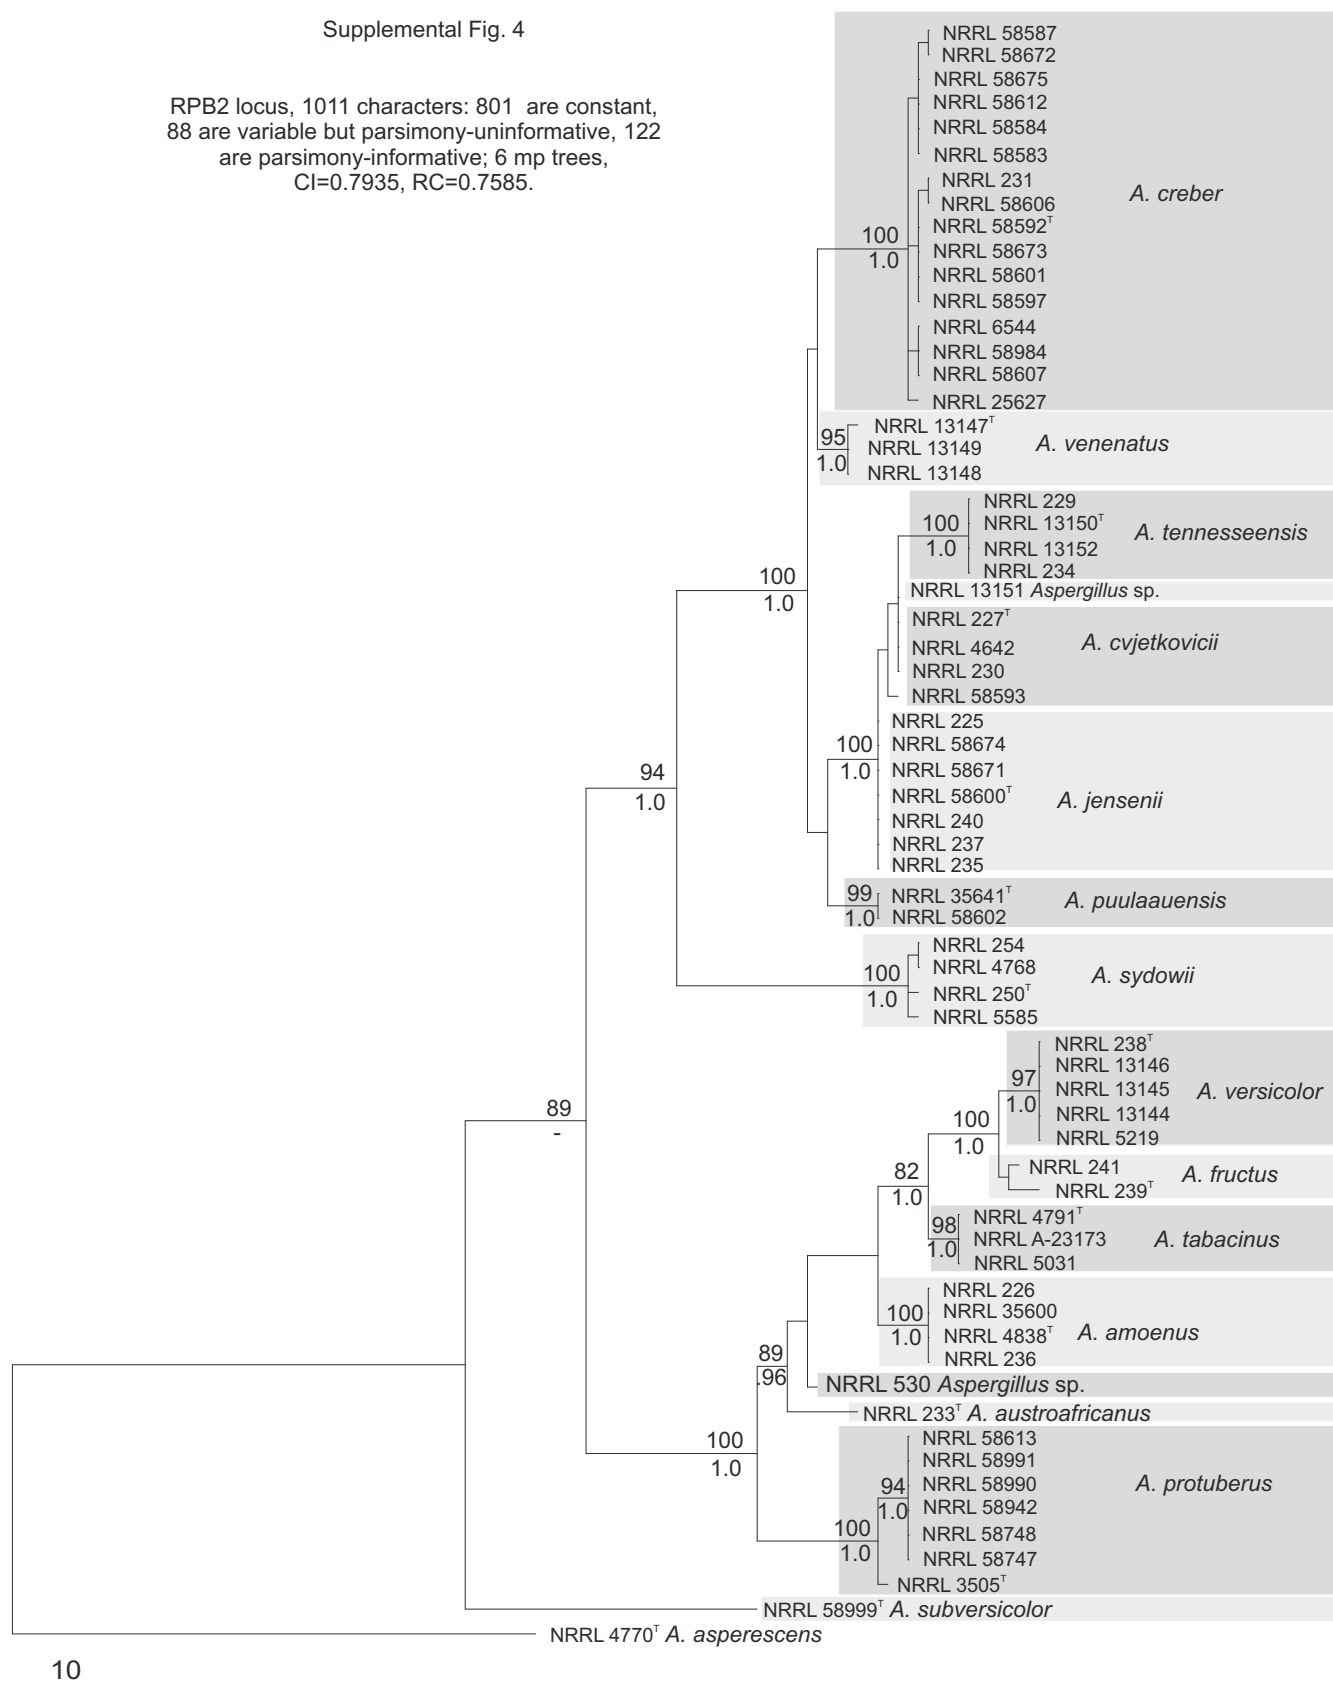 Supplemental Fig. 4
RPB2 locus, 1011 characters: 801 are constant,
88 are variable but parsimony-uninformative, 122
are parsimony-informative; 6 mp trees,
CI=0.7935, RC=0.7585.
NRRL 58587
NRRL 58672
NRRL 58675
NRRL 58612
NRRL 58584
NRRL 58583
NRRL 231
A. creber
NRRL 58606
NRRL 58592ᵀ
100
NRRL 58673
1.0
NRRL 58601
NRRL 58597
NRRL 6544
NRRL 58984
NRRL 58607
NRRL 25627
NRRL 13147ᵀ
95
NRRL 13149
A. venenatus
1.0
NRRL 13148
NRRL 229
100
NRRL 13150ᵀ
A. tennesseensis
1.0
NRRL 13152
NRRL 234
100
1.0
NRRL 13151 Aspergillus sp.
NRRL 227ᵀ
A. cvjetkovicii
NRRL 4642
NRRL 230
NRRL 58593
NRRL 225
100
NRRL 58674
1.0
NRRL 58671
94
1.0
NRRL 58600ᵀ
A. jensenii
NRRL 240
NRRL 237
NRRL 235
99
NRRL 35641ᵀ
A. puulaauensis
1.0
NRRL 58602
NRRL 254
NRRL 4768
100
A. sydowii
1.0
NRRL 250ᵀ
NRRL 5585
NRRL 238ᵀ
NRRL 13146
97
NRRL 13145
A. versicolor
1.0
NRRL 13144
NRRL 5219
89
-
100
1.0
NRRL 241
A. fructus
NRRL 239ᵀ
82
1.0
NRRL 4791ᵀ
98
NRRL A-23173
A. tabacinus
1.0
NRRL 5031
NRRL 226
100
NRRL 35600
1.0
NRRL 4838ᵀ
A. amoenus
NRRL 236
89
.96
NRRL 530 Aspergillus sp.
NRRL 233ᵀ A. austroafricanus
100
1.0
NRRL 58613
NRRL 58991
94
NRRL 58990
A. protuberus
1.0
NRRL 58942
100
NRRL 58748
1.0
NRRL 58747
NRRL 3505ᵀ
NRRL 58999ᵀ A. subversicolor
NRRL 4770ᵀ A. asperescens
10